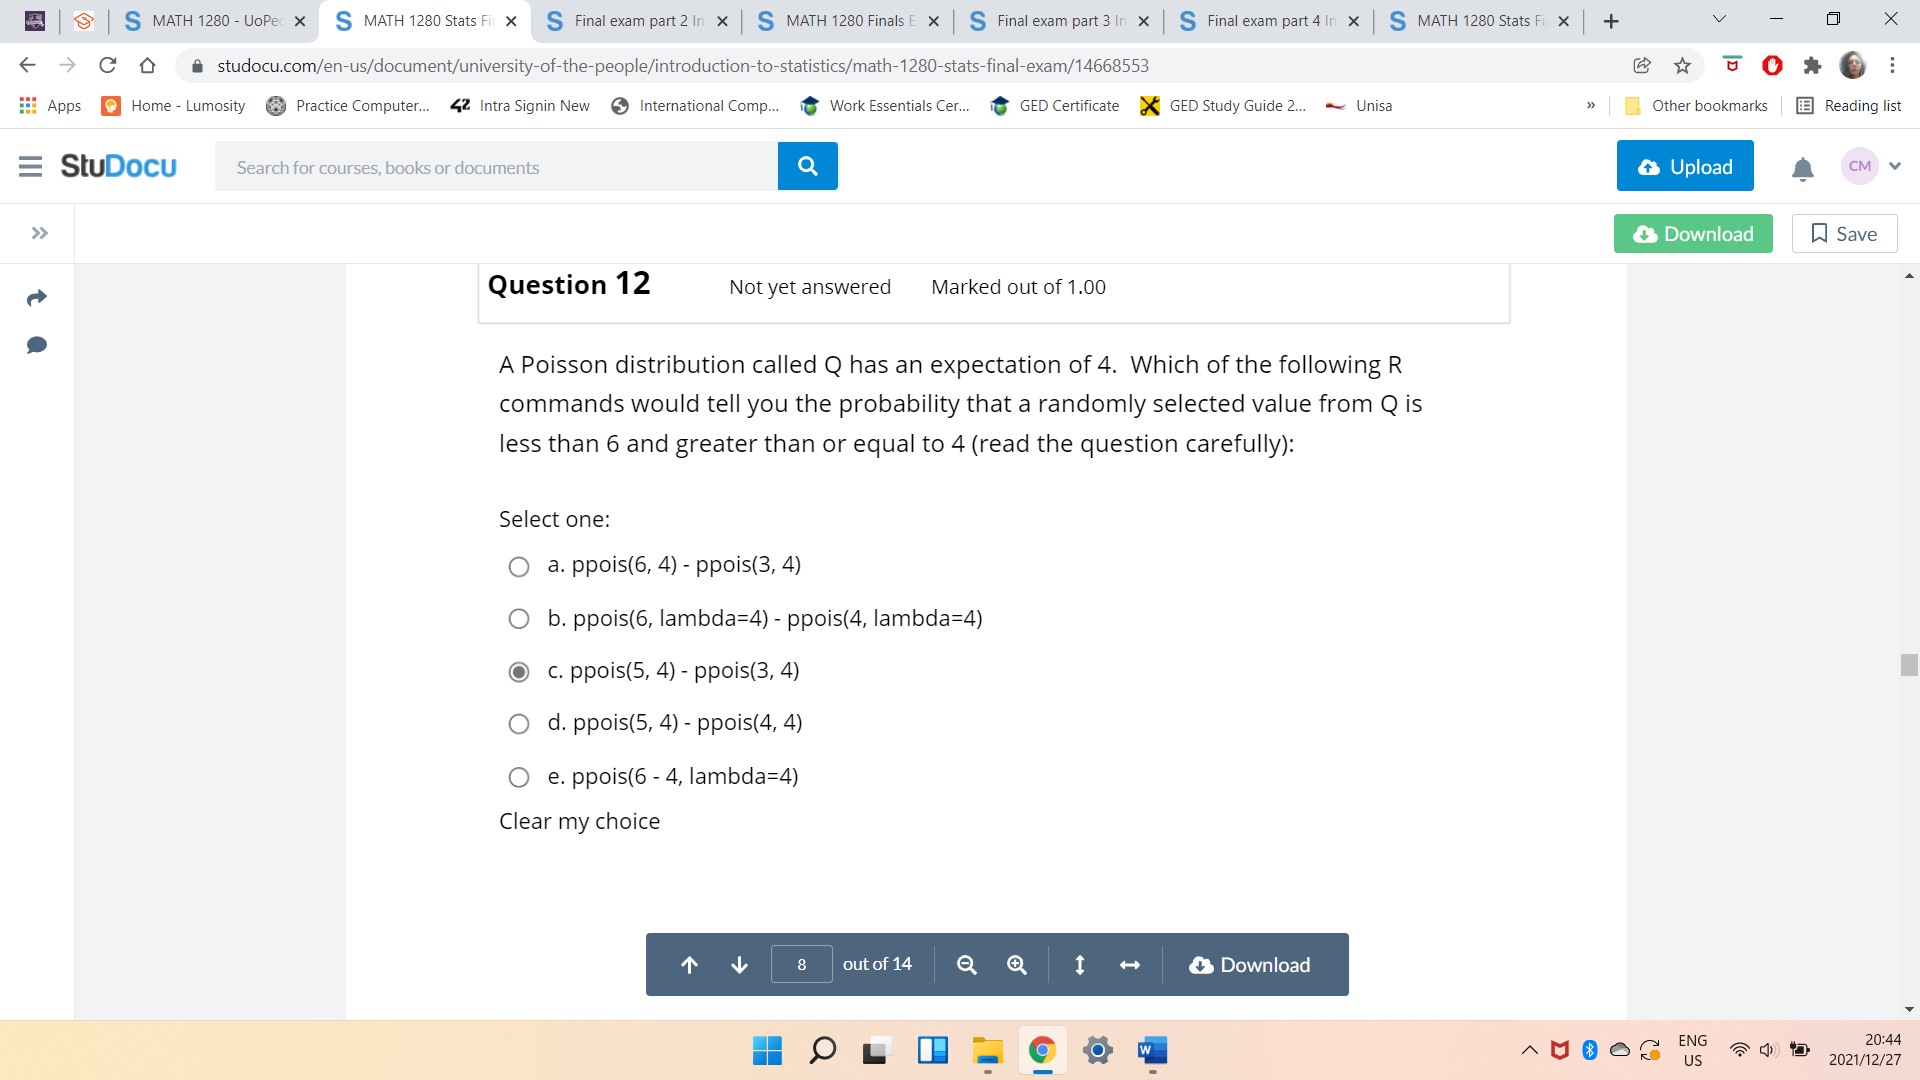 MATH 1280 - UoPeo
MATH 1280 Stats Fin
Final exam part 2 In
MATH 1280 Finals E
Final exam part 3 In
Final exam part 4 In
MATH 1280 Stats Fi
studocu.com/en-us/document/university-of-the-people/introduction-to-statistics/math-1280-stats-final-exam/14668553
Apps
Home - Lumosity
Practice Computer...
42 Intra Signin New
International Comp...
Work Essentials Cer...
GED Certificate
GED Study Guide 2...
Unisa
»
Other bookmarks
Reading list
StuDocu
Search for courses, books or documents
Upload
CM
Download
Save
Question 12 Not yet answered Marked out of 1.00
A Poisson distribution called Q has an expectation of 4. Which of the following R
commands would tell you the probability that a randomly selected value from Q is
less than 6 and greater than or equal to 4 (read the question carefully):
Select one:
a. ppois(6, 4) - ppois(3, 4)
b. ppois(6, lambda=4) - ppois(4, lambda=4)
c. ppois(5, 4) - ppois(3, 4)
d. ppois(5, 4) - ppois(4, 4)
e. ppois(6 - 4, lambda=4)
Clear my choice
8 out of 14
Download
ENG
US
20:44
2021/12/27